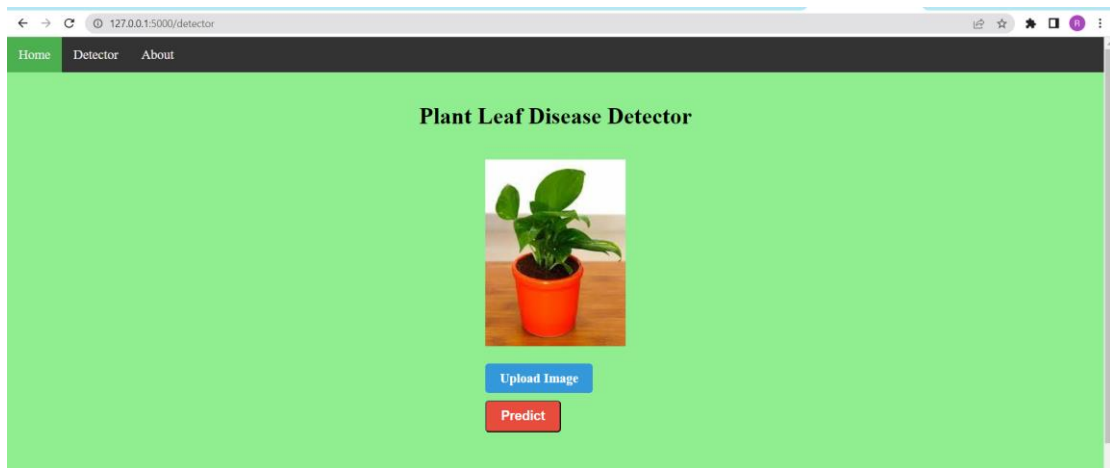 127.0.0.1:5000/detector
R
Home Detector About
Plant Leaf Disease Detector
Upload Image
Predict